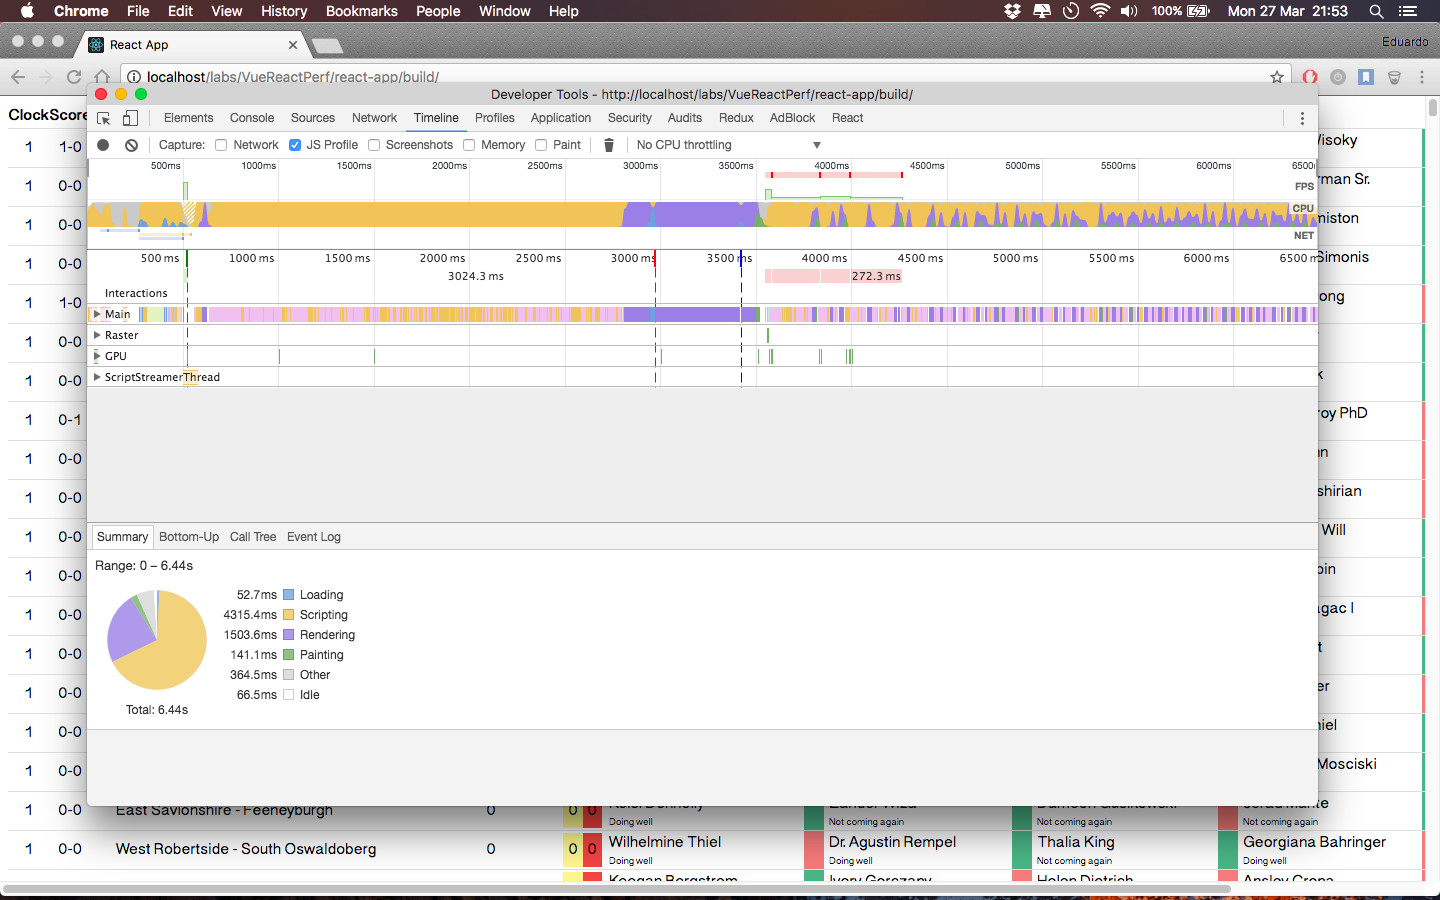 Chrome File Edit View History Bookmarks People Window Help 100% Mon 27 Mar 21:53
React App Eduardo
localhost/labs/VueReactPerf/react-app/build/
Developer Tools - http://localhost/labs/VueReactPerf/react-app/build/
Elements Console Sources Network Timeline Profiles Application Security Audits Redux AdBlock React
Capture: Network JS Profile Screenshots Memory Paint No CPU throttling
500ms 1000ms 1500ms 2000ms 2500ms 3000ms 3500ms 4000ms 4500ms 5000ms 5500ms 6000ms 6500
FPS
CPU
NET
500 ms 1000 ms 1500 ms 2000 ms 2500 ms 3000 ms 3500 ms 4000 ms 4500 ms 5000 ms 5500 ms 6000 ms 6500
3024.3 ms 272.3 ms
Interactions
Main
Raster
GPU
ScriptStreamerThread
Summary Bottom-Up Call Tree Event Log
Range: 0 – 6.44s
52.7ms Loading
4315.4ms Scripting
1503.6ms Rendering
141.1ms Painting
364.5ms Other
66.5ms Idle
Total: 6.44s
ClockScore
1 1-0 isoky
1 0-0 rman Sr.
1 0-0 miston
1 0-0 Simonis
1 1-0 ong
1 0-0
1 0-0 k
1 0-1 roy PhD
1 0-0 nn
1 0-0 shirian
1 0-0 Will
1 0-0 pin
1 0-0 agac I
1 0-0 t
1 0-0 er
1 0-0 niel
1 0-0 Mosciski
1 0-0 East Savionshire - Feeneyburgh 0 0 0
Doing well Not coming again Not coming again Not coming again
1 0-0 West Robertside - South Oswaldoberg 0 0 0 Wilhelmine Thiel Dr. Agustin Rempel Thalia King Georgiana Bahringer
Doing well Doing well Not coming again Doing well
Keegan Bergstrom Ivory Gorczany Helen Dietrich Ansley Crona